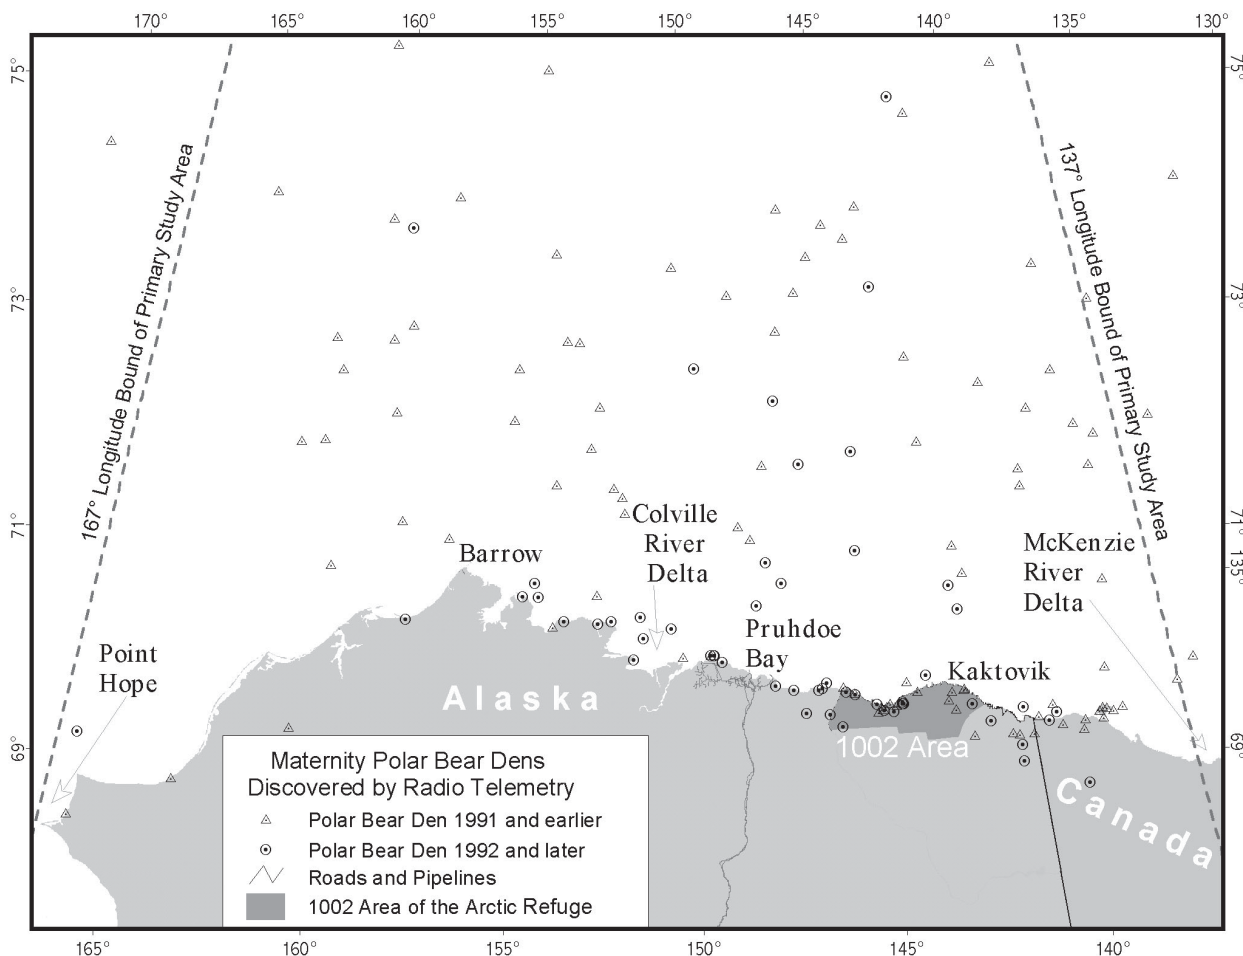 170° 165° 160° 155° 150° 145° 140° 135° 130°
75°
75°
167° Longitude Bound of Primary Study Area
137° Longitude Bound of Primary Study Area
73°
73°
71°
71°
135°
Barrow
Colville
River
Delta
McKenzie
River
Delta
Pruhdoe
Bay
Kaktovik
Point
Hope
Alaska
69°
69°
1002 Area
Canada
Maternity Polar Bear Dens
Discovered by Radio Telemetry
Polar Bear Den 1991 and earlier
Polar Bear Den 1992 and later
Roads and Pipelines
1002 Area of the Arctic Refuge
165° 160° 155° 150° 145° 140°